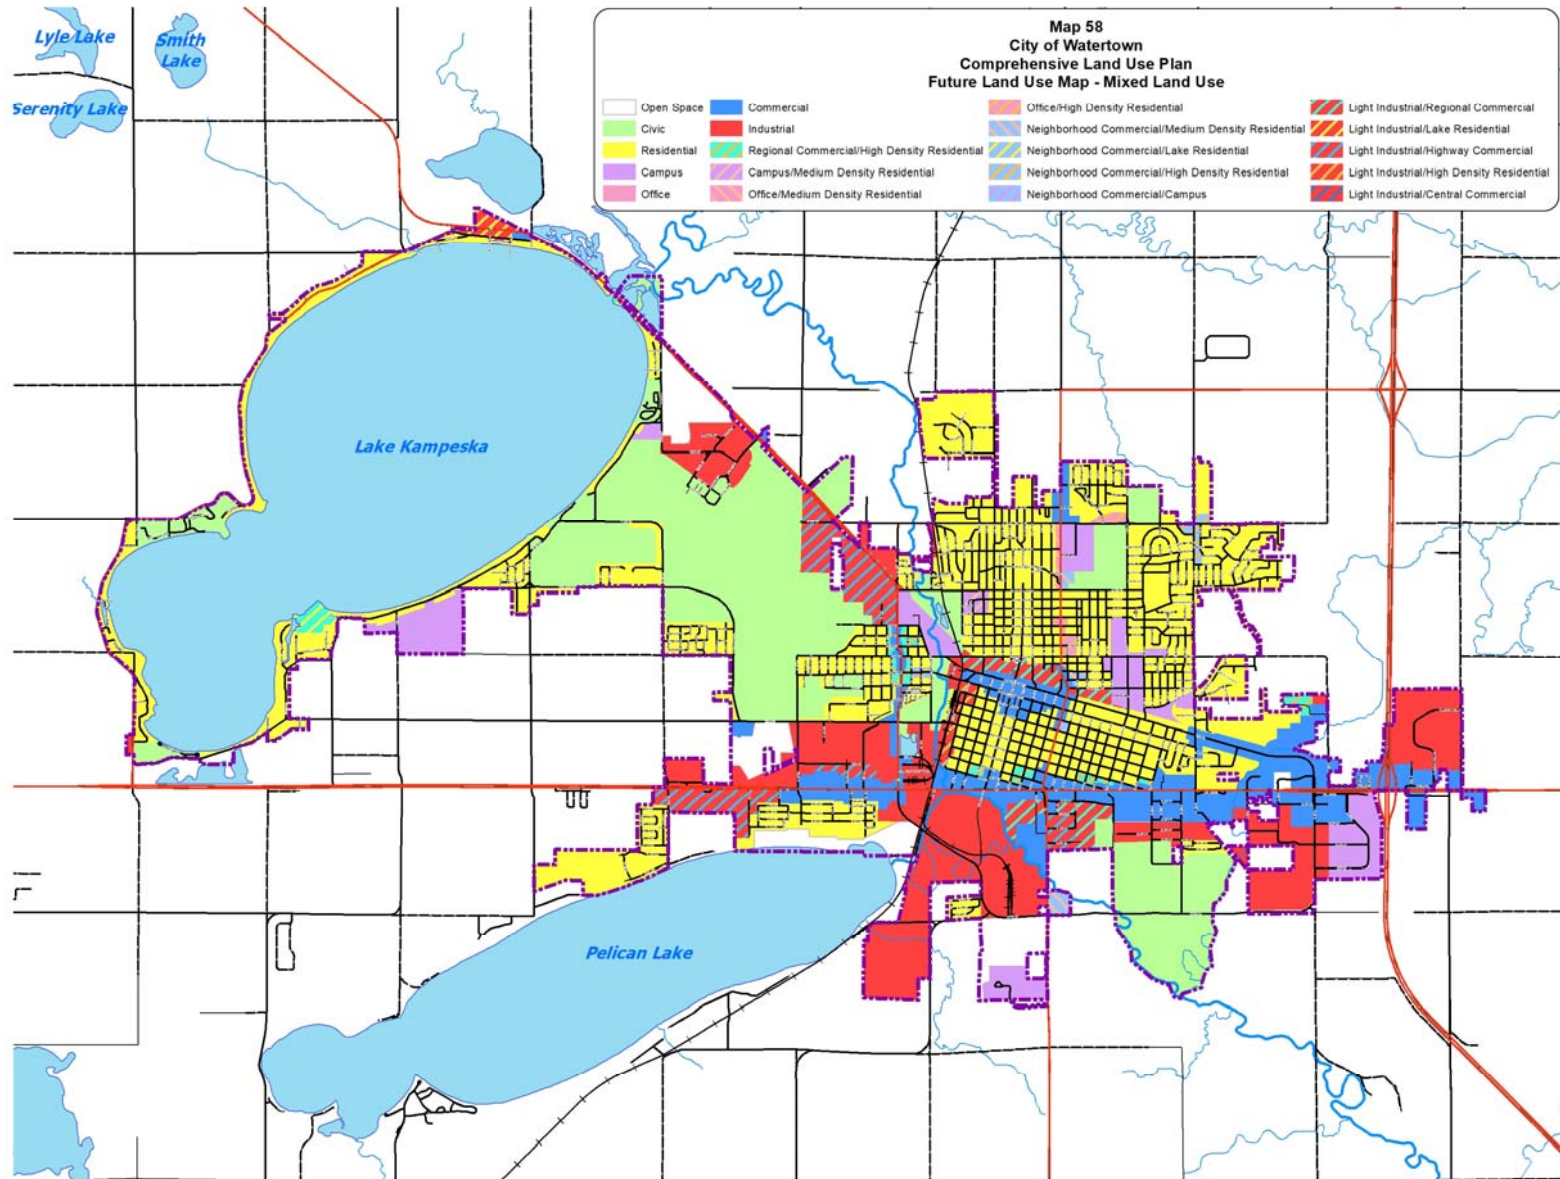 Map 58
City of Watertown
Comprehensive Land Use Plan
Future Land Use Map - Mixed Land Use
Open Space
Civic
Residential
Campus
Office
Commercial
Industrial
Regional Commercial/High Density Residential
Campus/Medium Density Residential
Office/Medium Density Residential
Office/High Density Residential
Neighborhood Commercial/Medium Density Residential
Neighborhood Commercial/Lake Residential
Neighborhood Commercial/High Density Residential
Neighborhood Commercial/Campus
Light Industrial/Regional Commercial
Light Industrial/Lake Residential
Light Industrial/Highway Commercial
Light Industrial/High Density Residential
Light Industrial/Central Commercial
Lyle Lake
Smith
Lake
Serenity Lake
Lake Kampeska
Pelican Lake